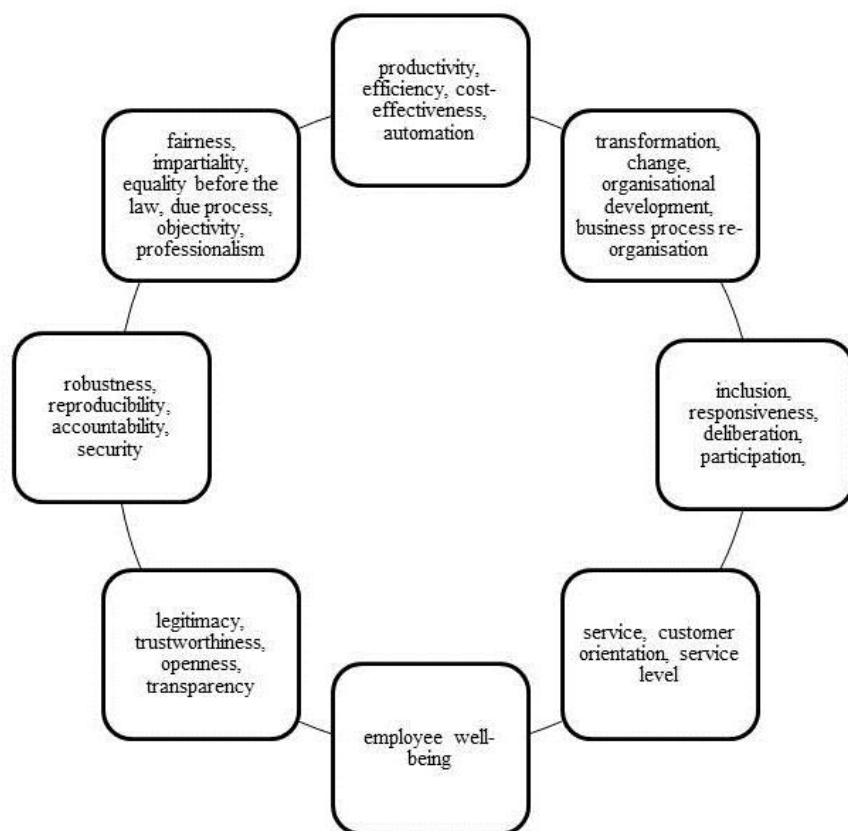 productivity,
efficiency, cost-
effectiveness,
automation
transformation,
change,
organisational
development,
business process re-
organisation
inclusion,
responsiveness,
deliberation,
participation,
service, customer
orientation, service
level
employee well-
being
legitimacy,
trustworthiness,
openness,
transparency
robustness,
reproducibility,
accountability,
security
fairness,
impartiality,
equality before the
law, due process,
objectivity,
professionalism